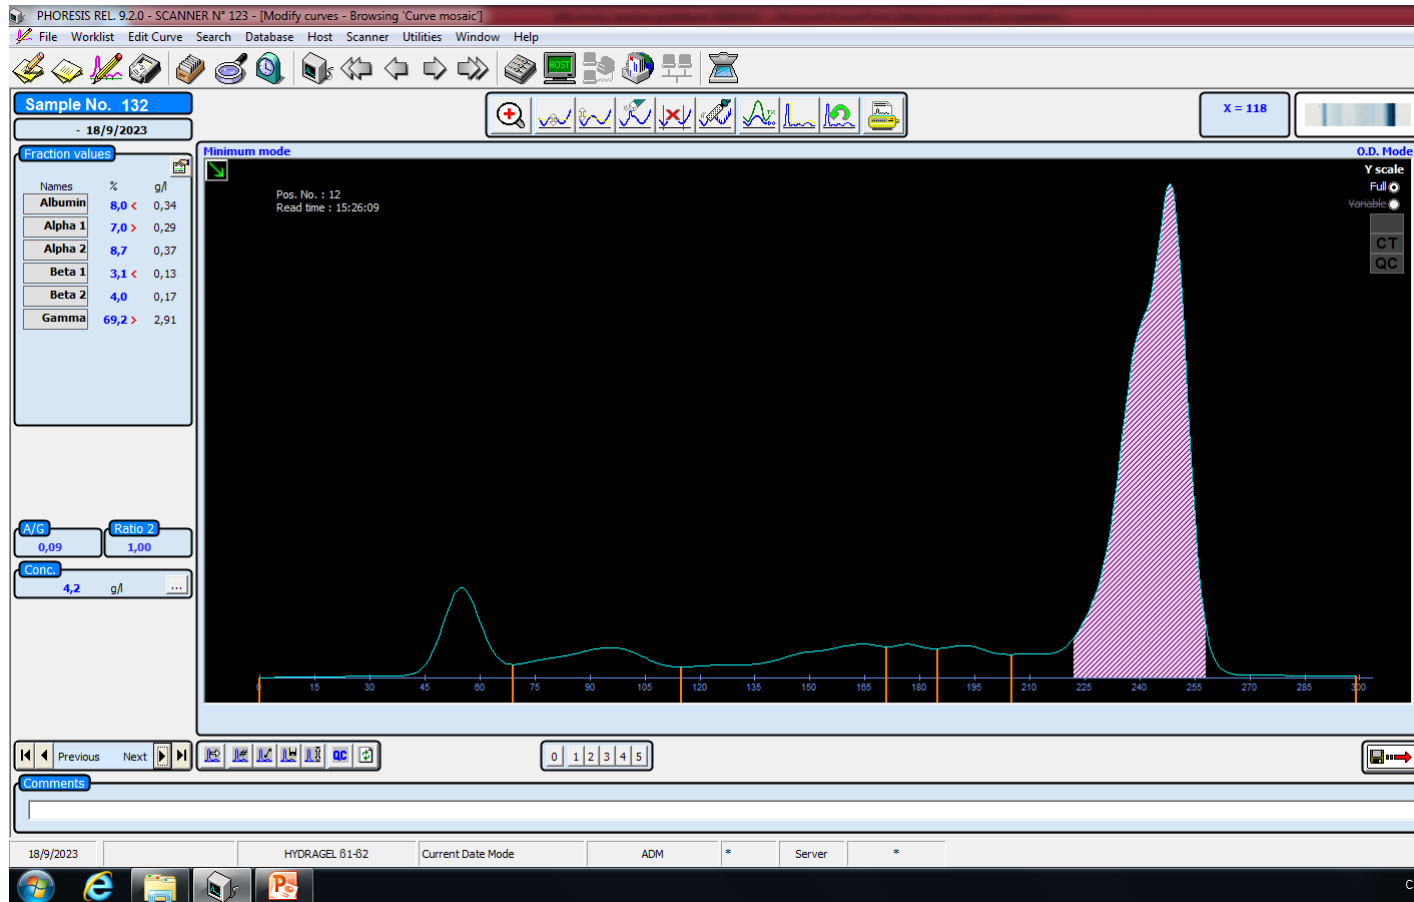 PHORESIS REL. 9.2.0 - SCANNER N° 123 - [Modify curves - Browsing 'Curve mosaic']
File Worklist Edit Curve Search Database Host Scanner Utilities Window Help
HOST
Sample No. 132
- 18/9/2023
X = 118
Fraction values
Names % g/l
Albumin 8,0 < 0,34
Alpha 1 7,0 > 0,29
Alpha 2 8,7 0,37
Beta 1 3,1 < 0,13
Beta 2 4,0 0,17
Gamma 69,2 > 2,91
A/G Ratio 2
0,09 1,00
Conc.
4,2 g/l ...
Minimum mode O.D. Mode
Pos. No. : 12
Read time : 15:26:09
Y scale
Full
Variable
CT
QC
0 15 30 45 60 75 90 105 120 135 150 165 180 195 210 225 240 255 270 285 300
Previous Next QC 0 1 2 3 4 5
Comments
18/9/2023 HYDRAGEL ß1-ß2 Current Date Mode ADM * Server *
C